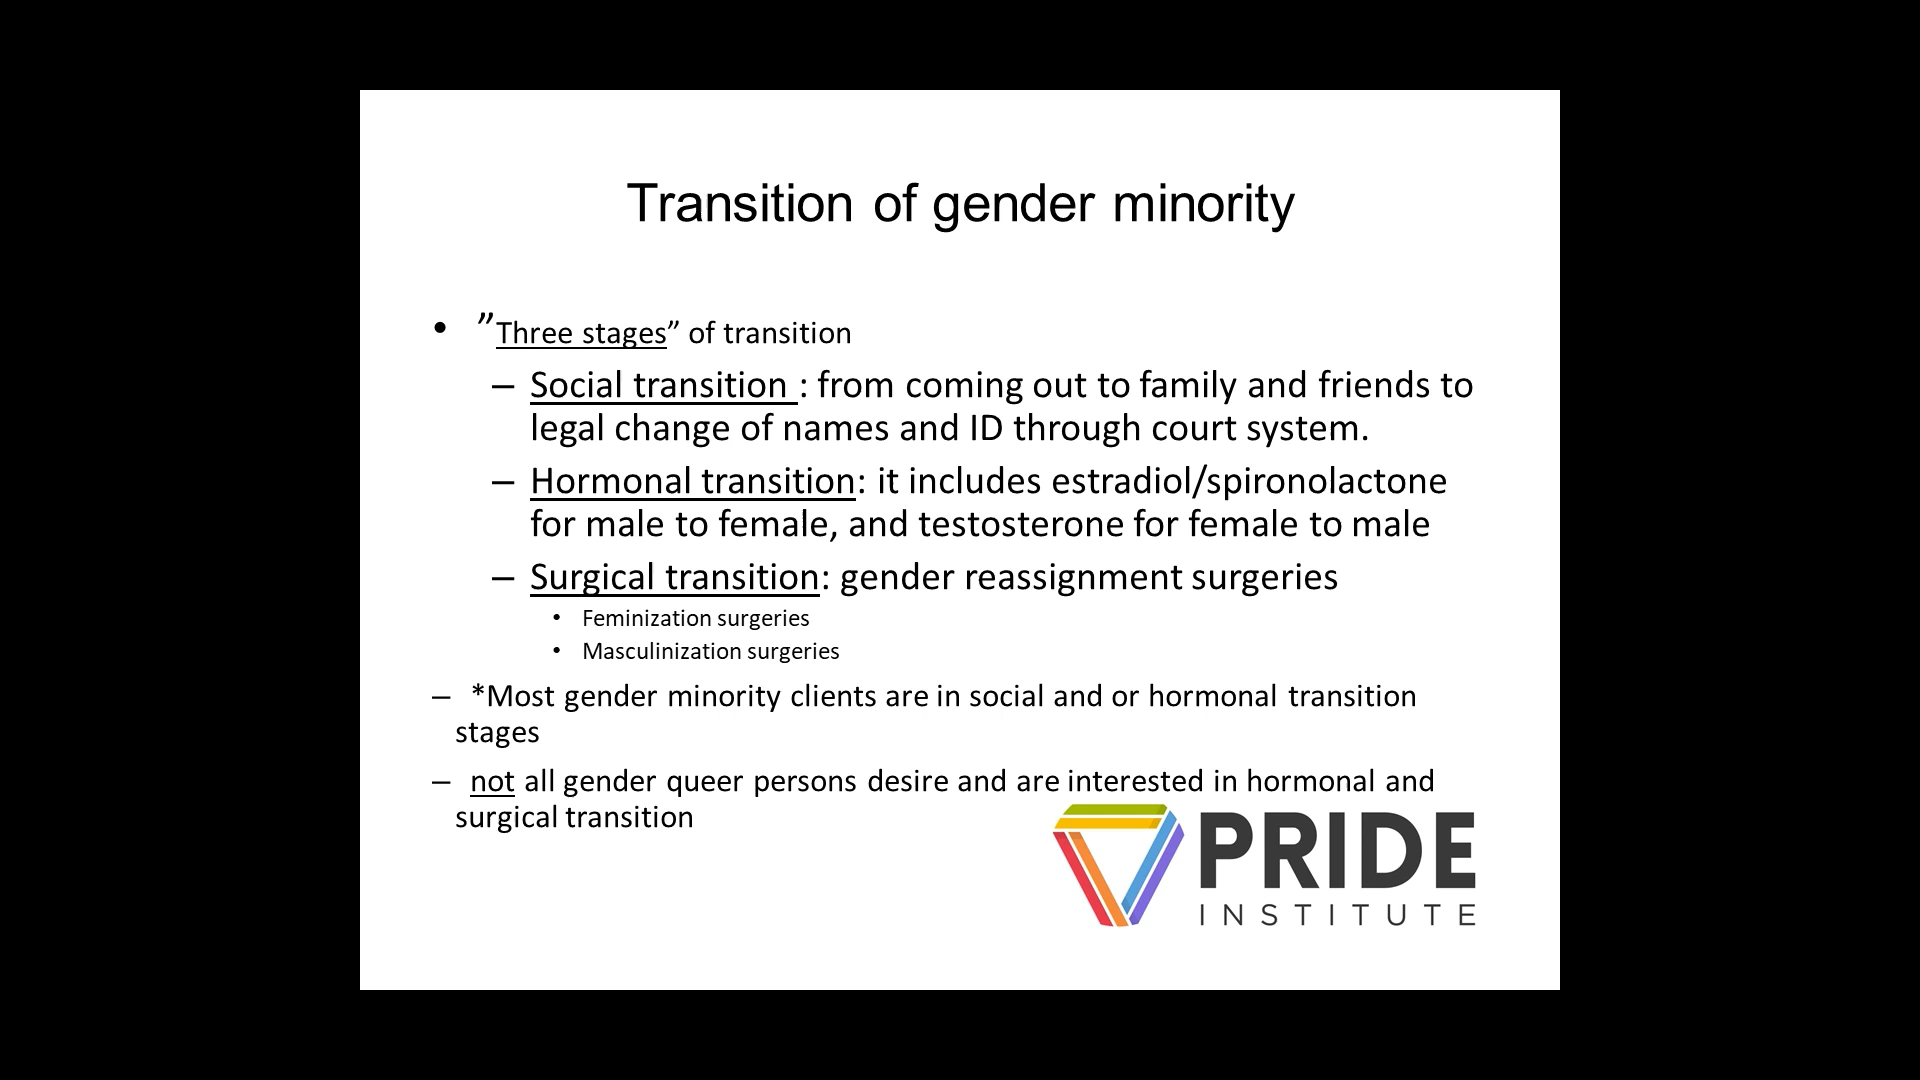 Transition of gender minority
• ”Three stages” of transition
– Social transition : from coming out to family and friends to
legal change of names and ID through court system.
– Hormonal transition: it includes estradiol/spironolactone
for male to female, and testosterone for female to male
– Surgical transition: gender reassignment surgeries
• Feminization surgeries
• Masculinization surgeries
– *Most gender minority clients are in social and or hormonal transition
stages
– not all gender queer persons desire and are interested in hormonal and
surgical transition
PRIDE
INSTITUTE